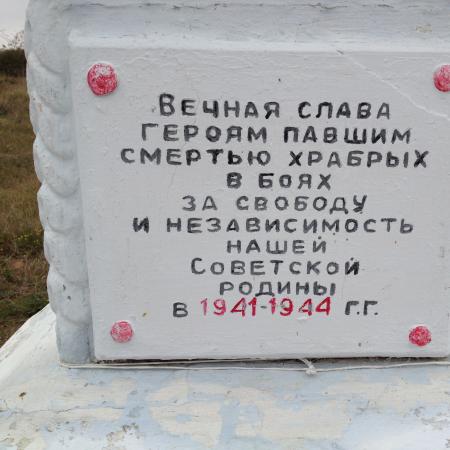 Вечная слава
героям павшим
смертью храбрых
в боях
за свободу
и независимость
нашей
Советской
родины
в 1941-1944 г.г.